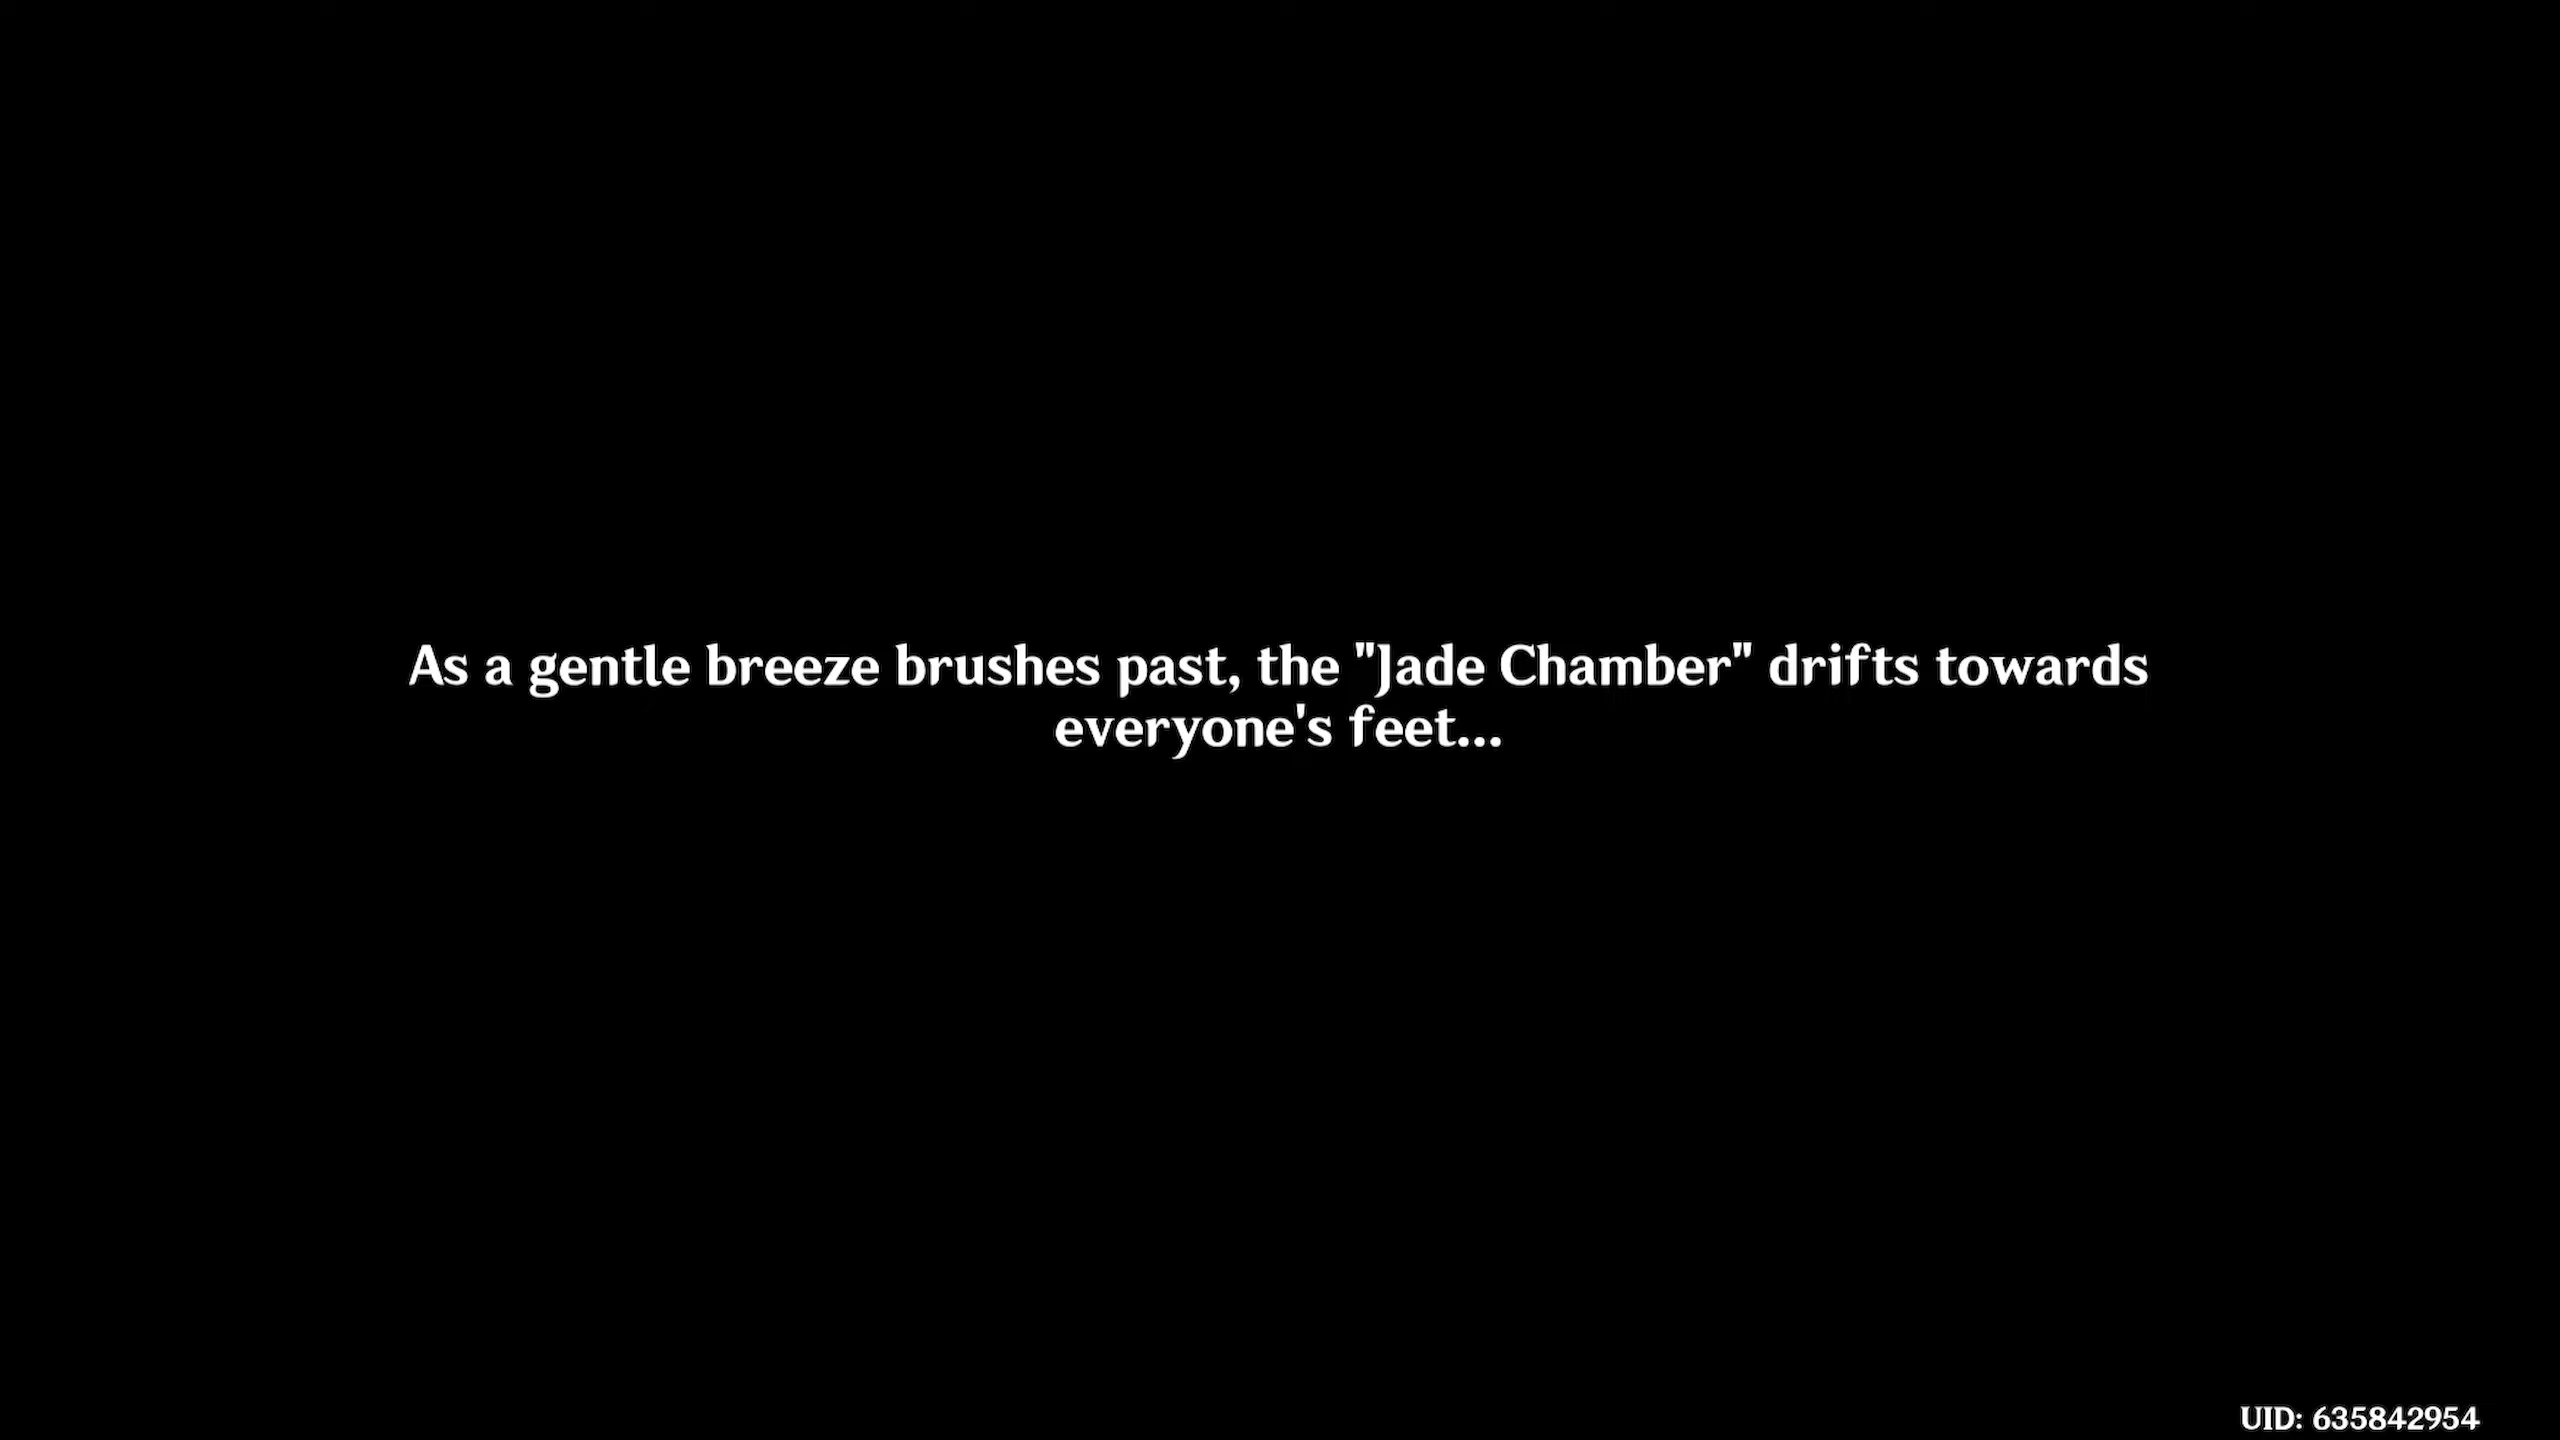 As a gentle breeze brushes past, the "Jade Chamber" drifts towards
everyone's feet...
UID: 635842954